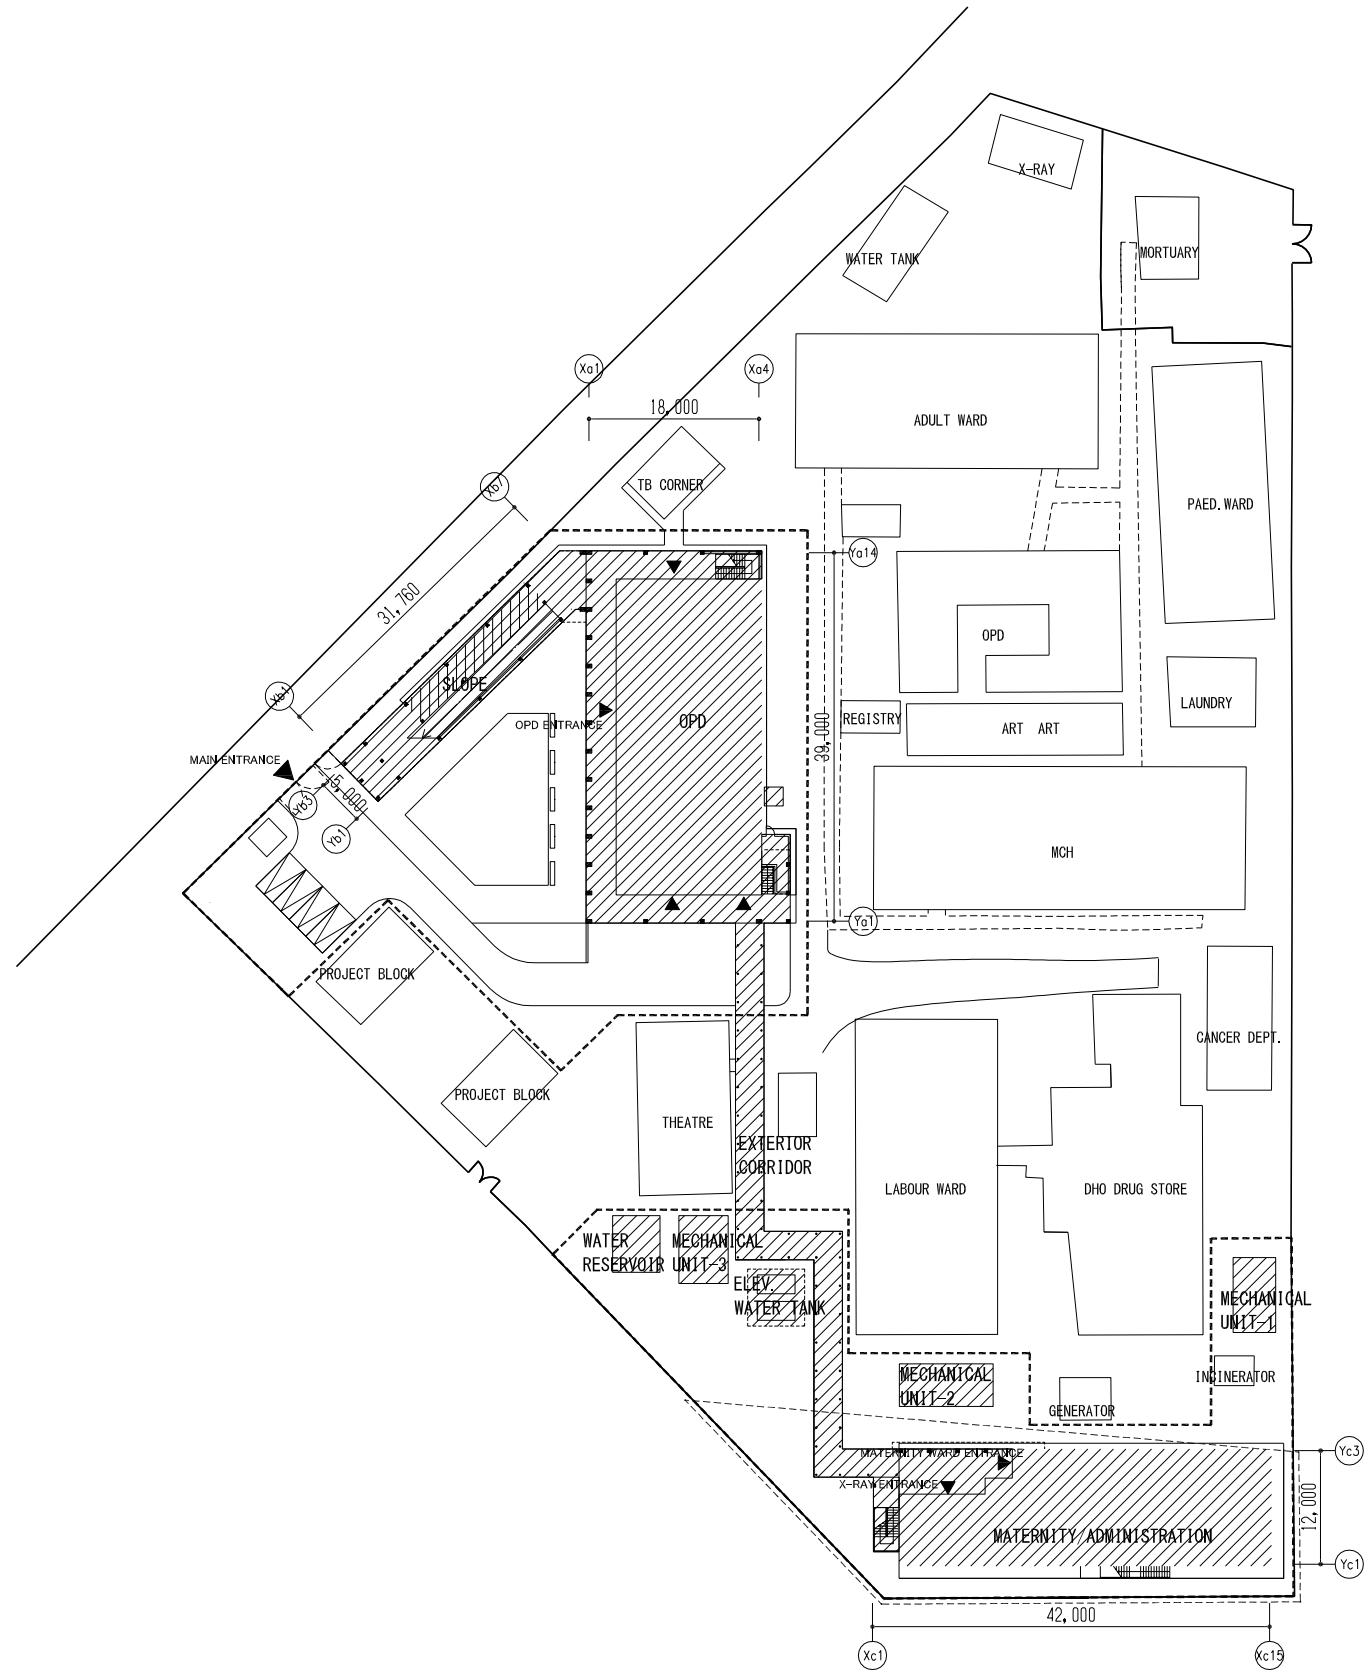 X-RAY
WATER TANK
MORTUARY
Xa1
Xa4
18,000
ADULT WARD
TB CORNER
Xb7
PAED.WARD
Ya14
31,760
OPD
SLOPE
Xb1
OPD ENTRANCE
OPD
REGISTRY
ART ART
LAUNDRY
39,000
MAIN ENTRANCE
5,000
Yb3
Yb1
MCH
Ya1
PROJECT BLOCK
CANCER DEPT.
PROJECT BLOCK
THEATRE
EXTERIOR
CORRIDOR
LABOUR WARD
DHO DRUG STORE
WATER
RESERVOIR
MECHANICAL
UNIT-3
ELEV.
WATER TANK
MECHANICAL
UNIT-1
MECHANICAL
UNIT-2
INCINERATOR
GENERATOR
MATERNITY WARD ENTRANCE
X-RAY ENTRANCE
Yc3
12,000
MATERNITY/ADMINISTRATION
Yc1
42,000
Xc1
Xc15